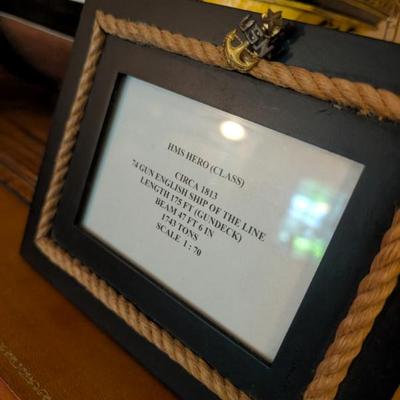 USN
HMS HERO (CLASS)
CIRCA 1813
74 GUN ENGLISH SHIP OF THE LINE
LENGTH 175 FT (GUNDECK)
BEAM 47 FT 6 IN
1743 TONS
SCALE 1 : 70